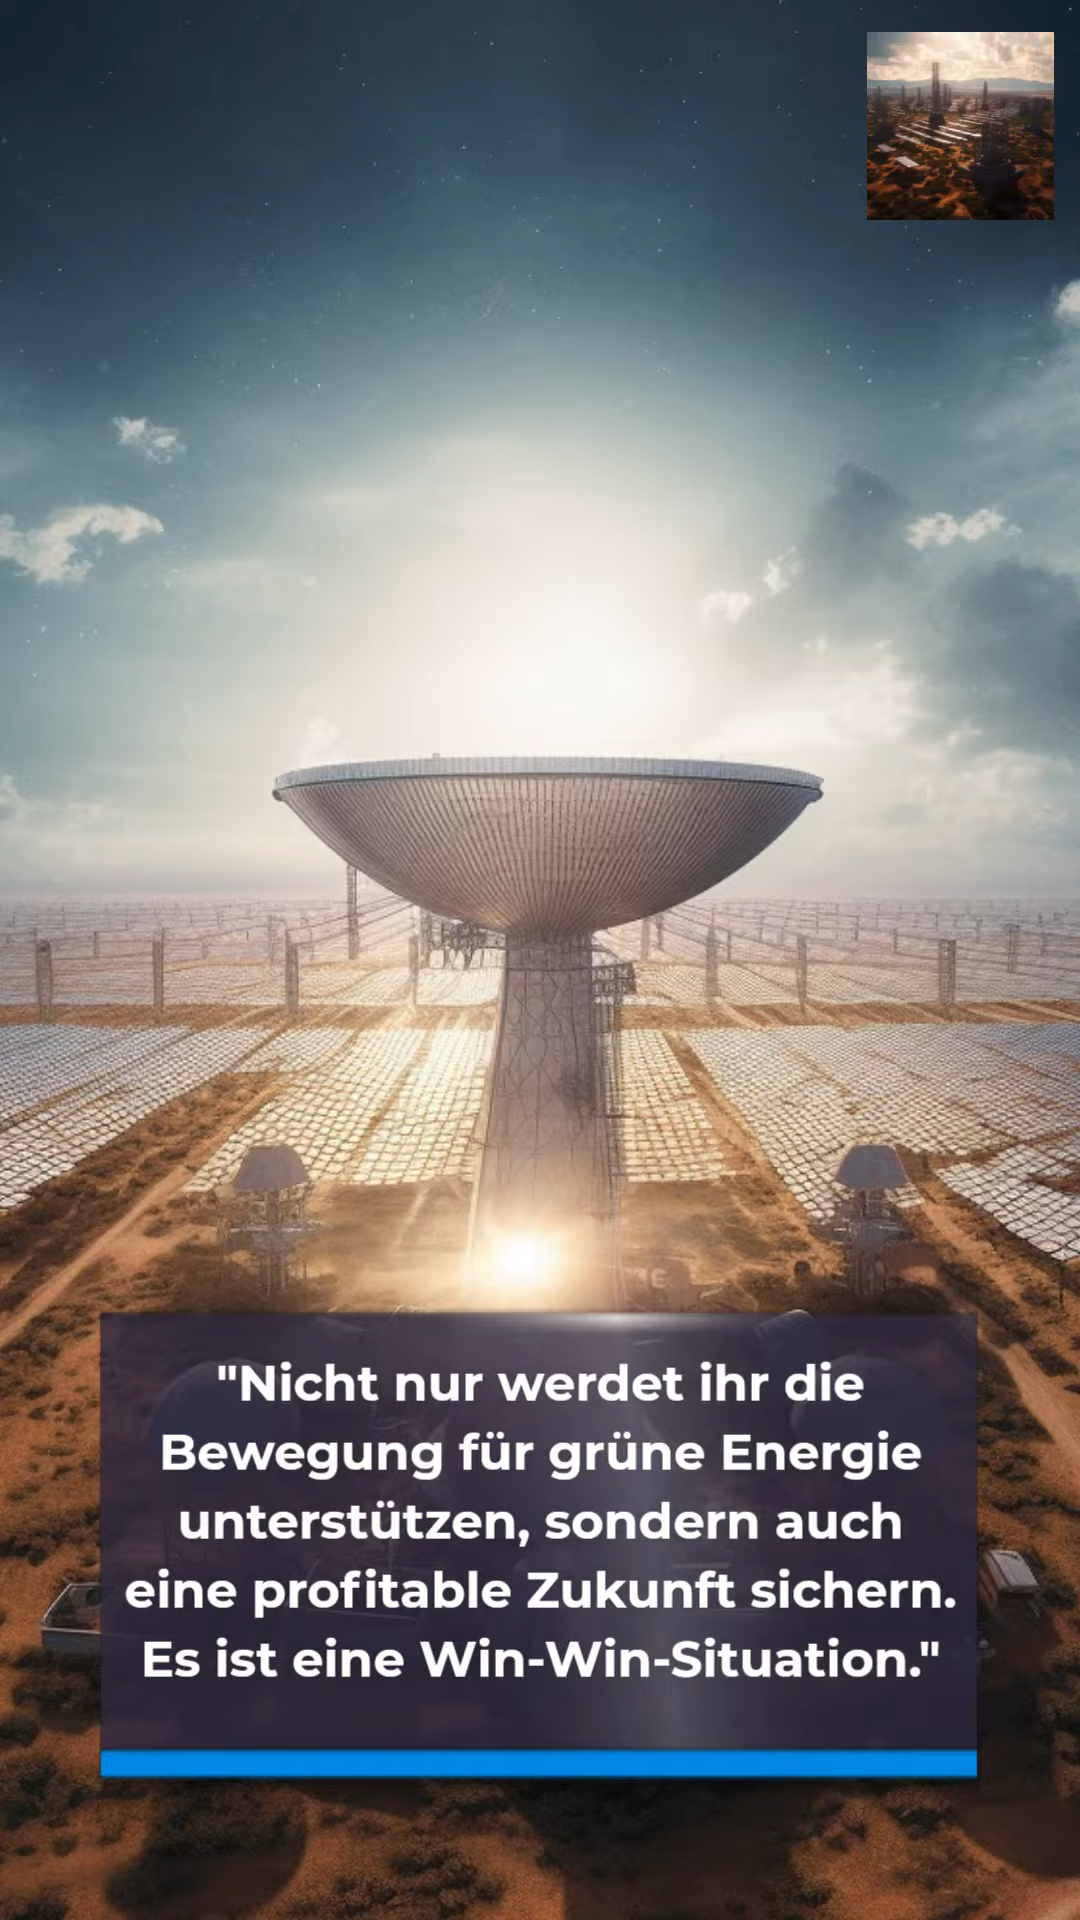 "Nicht nur werdet ihr die
Bewegung für grüne Energie
unterstützen, sondern auch
eine profitable Zukunft sichern.
Es ist eine Win-Win-Situation."